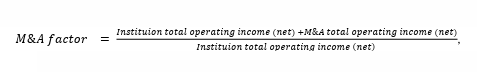 M&A factor = Instituion total operating income (net) +M&A total operating income (net)
Instituion total operating income (net) ,